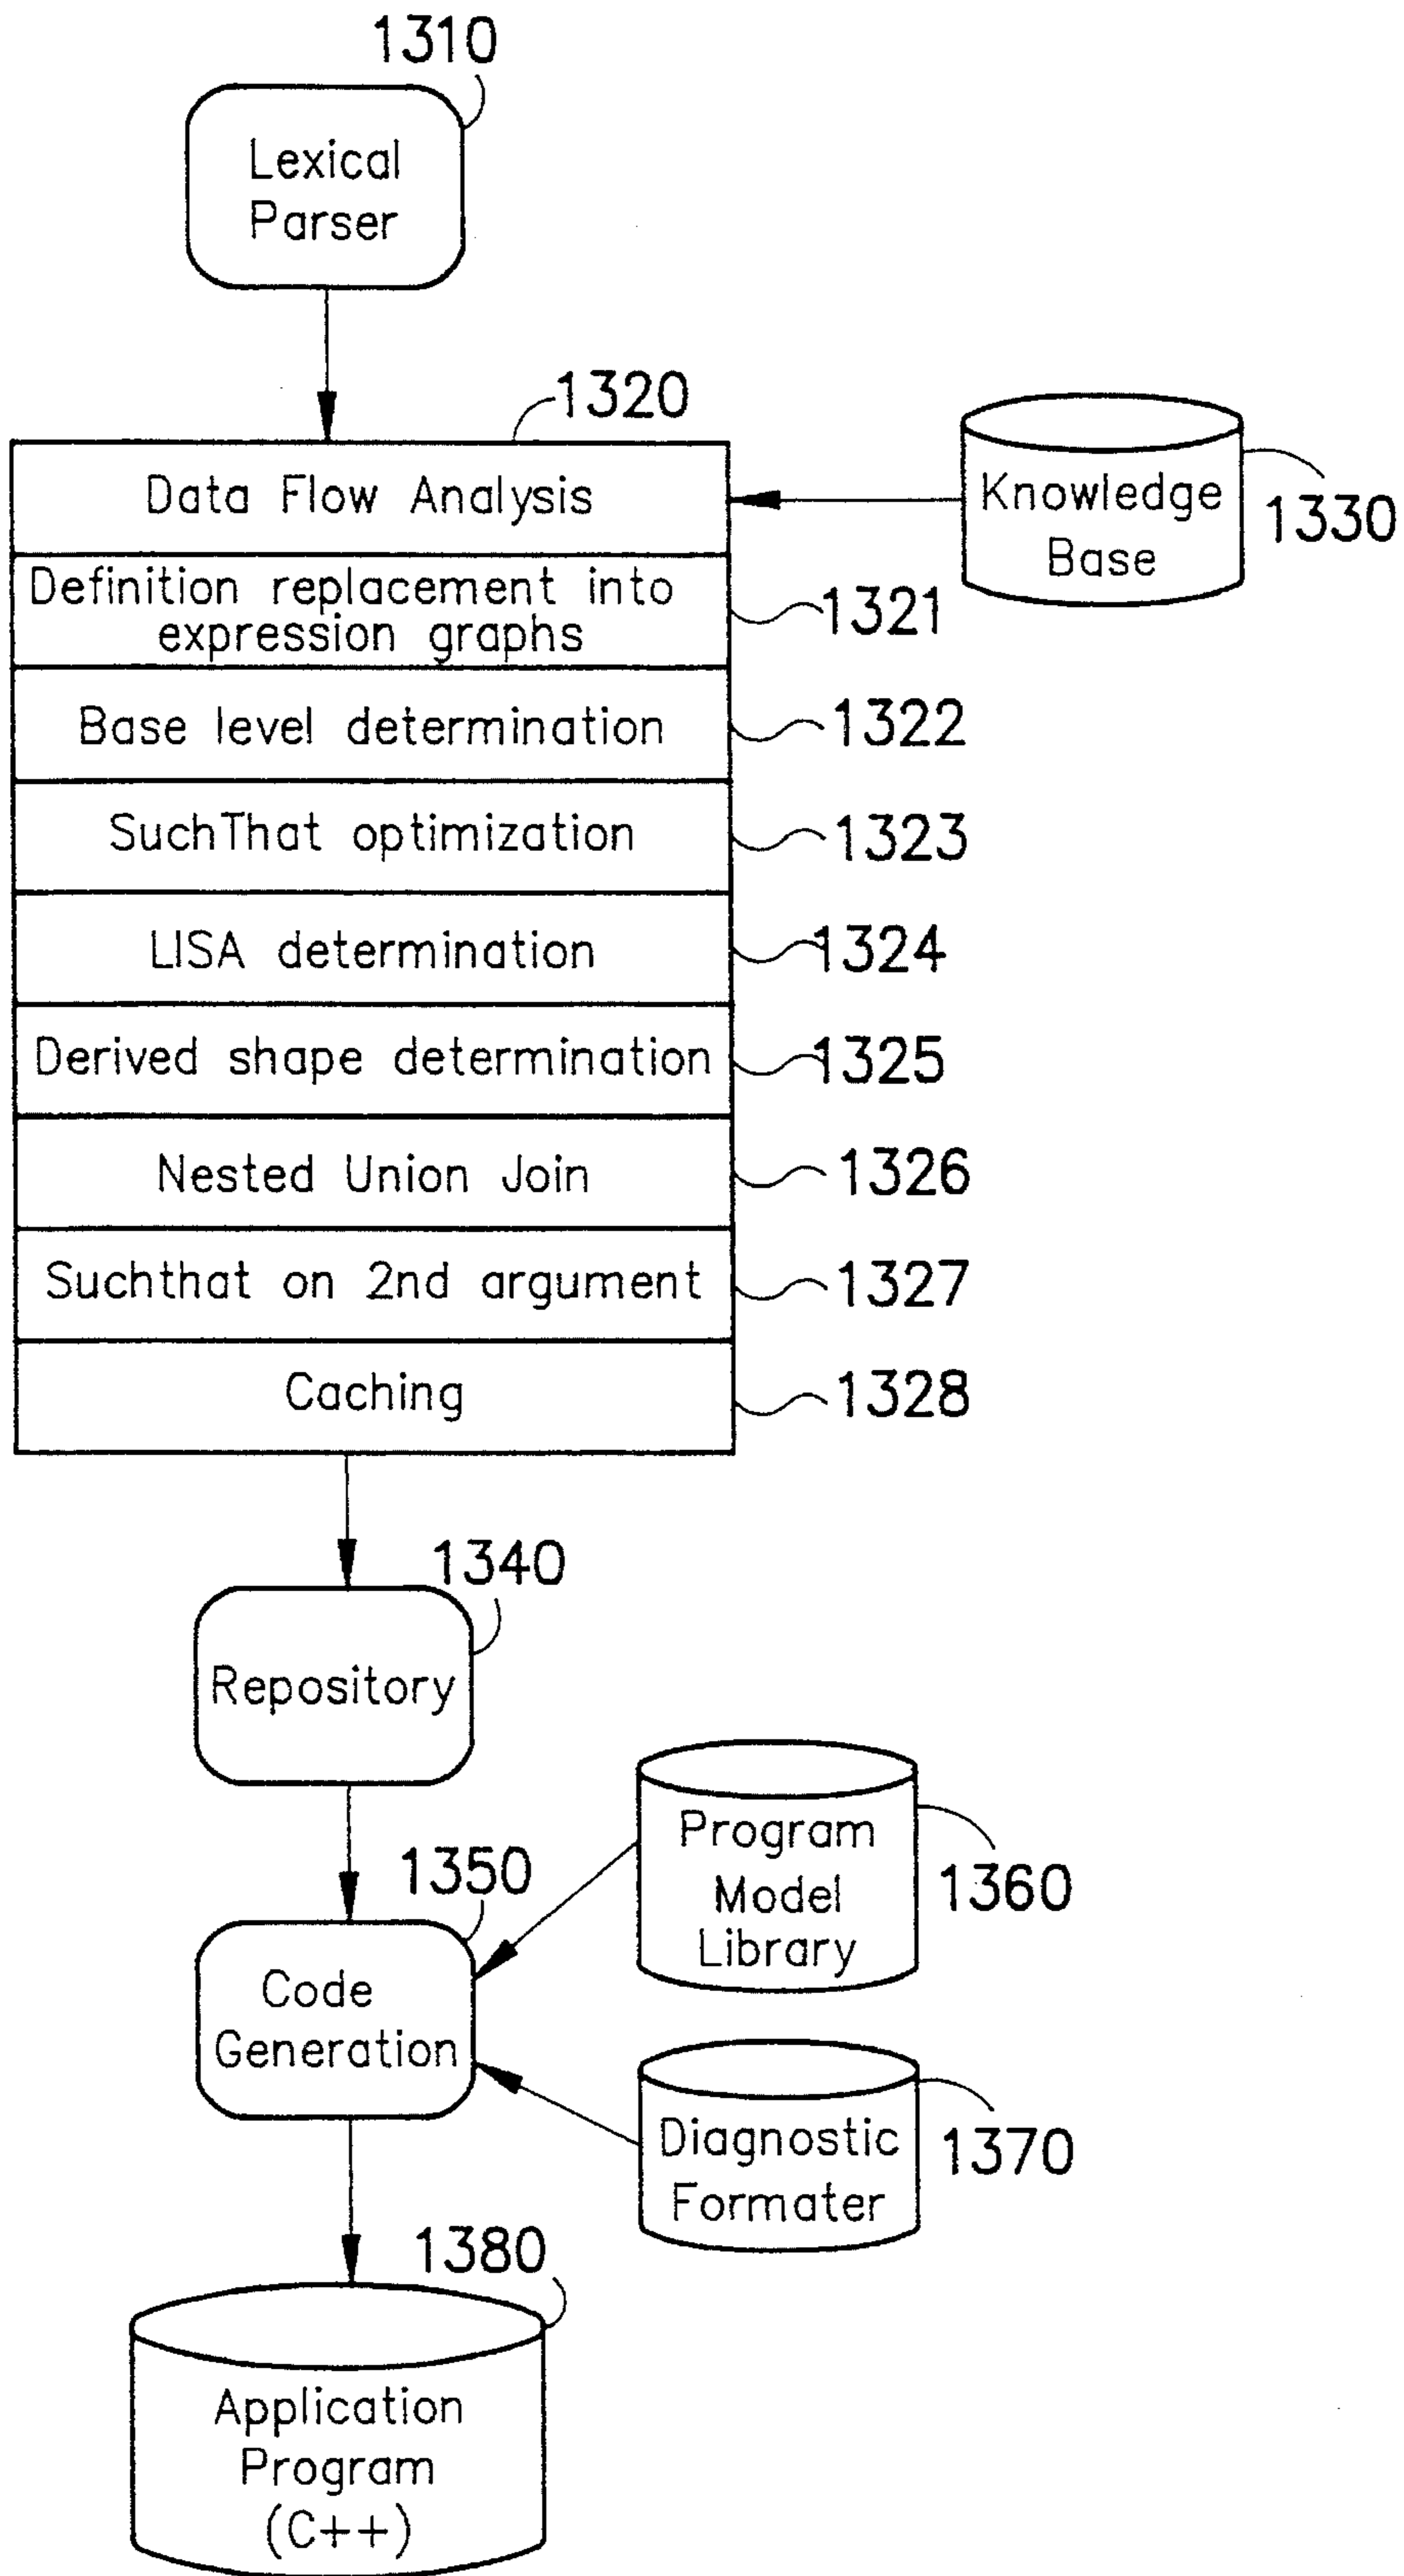 1310
Lexical
Parser
1320
Data Flow Analysis
Knowledge
Base
1330
Definition replacement into
expression graphs
1321
Base level determination
1322
SuchThat optimization
1323
LISA determination
1324
Derived shape determination
1325
Nested Union Join
1326
Suchthat on 2nd argument
1327
Caching
1328
1340
Repository
Program
Model
Library
1360
1350
Code
Generation
Diagnostic
Formater
1370
1380
Application
Program
(C++)